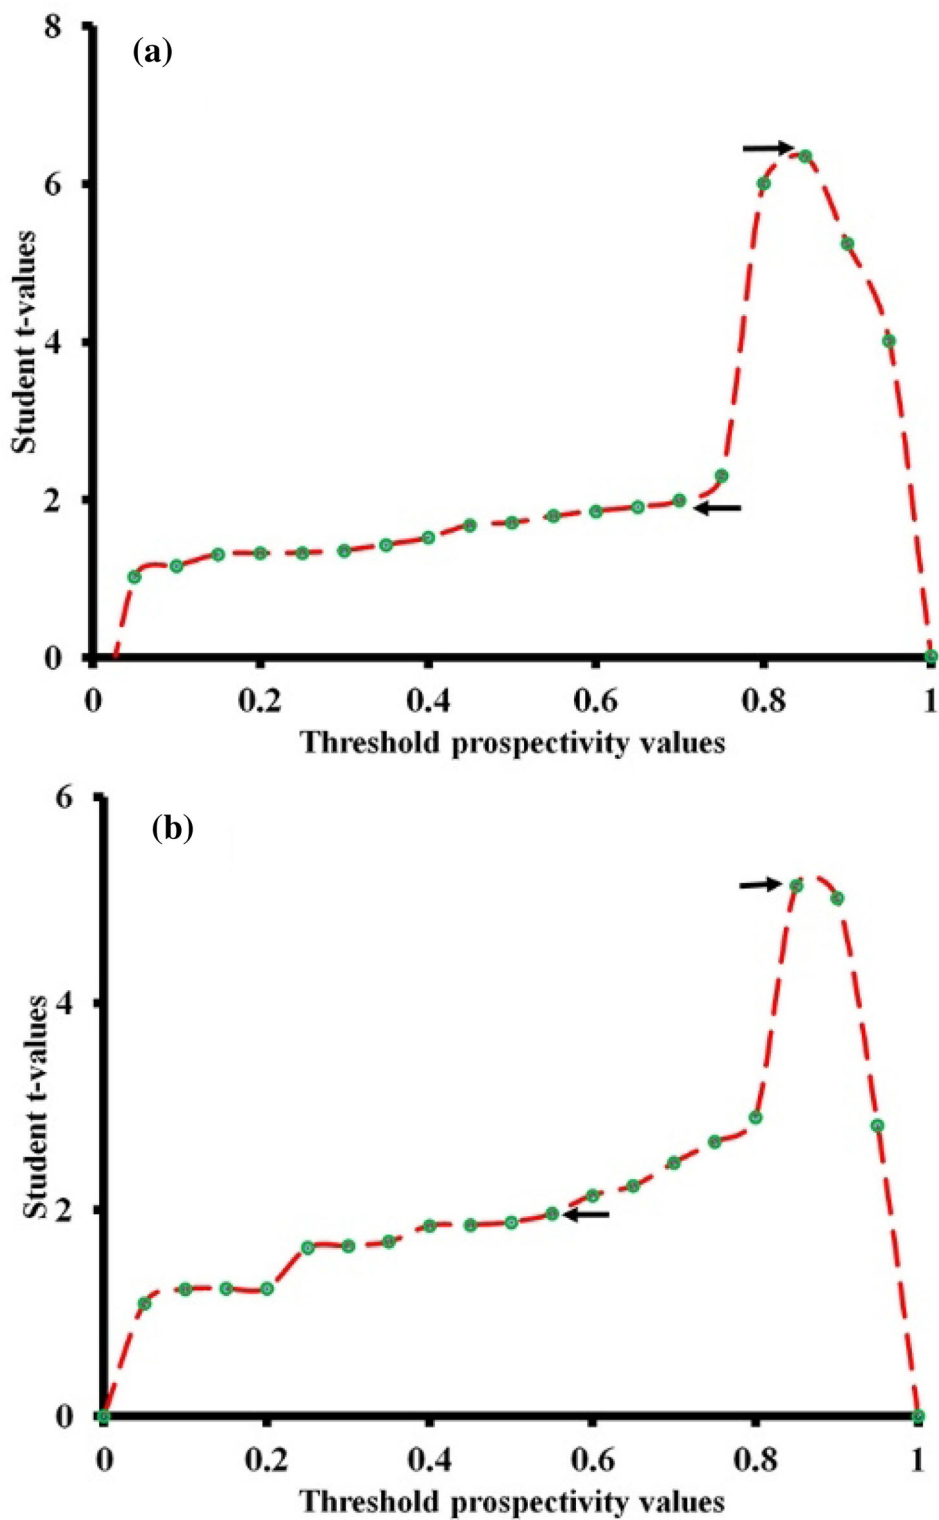 (a)
8
6
4
2
0
Student t-values
0 0.2 0.4 0.6 0.8 1
Threshold prospectivity values
(b)
6
4
2
0
Student t-values
0 0.2 0.4 0.6 0.8 1
Threshold prospectivity values